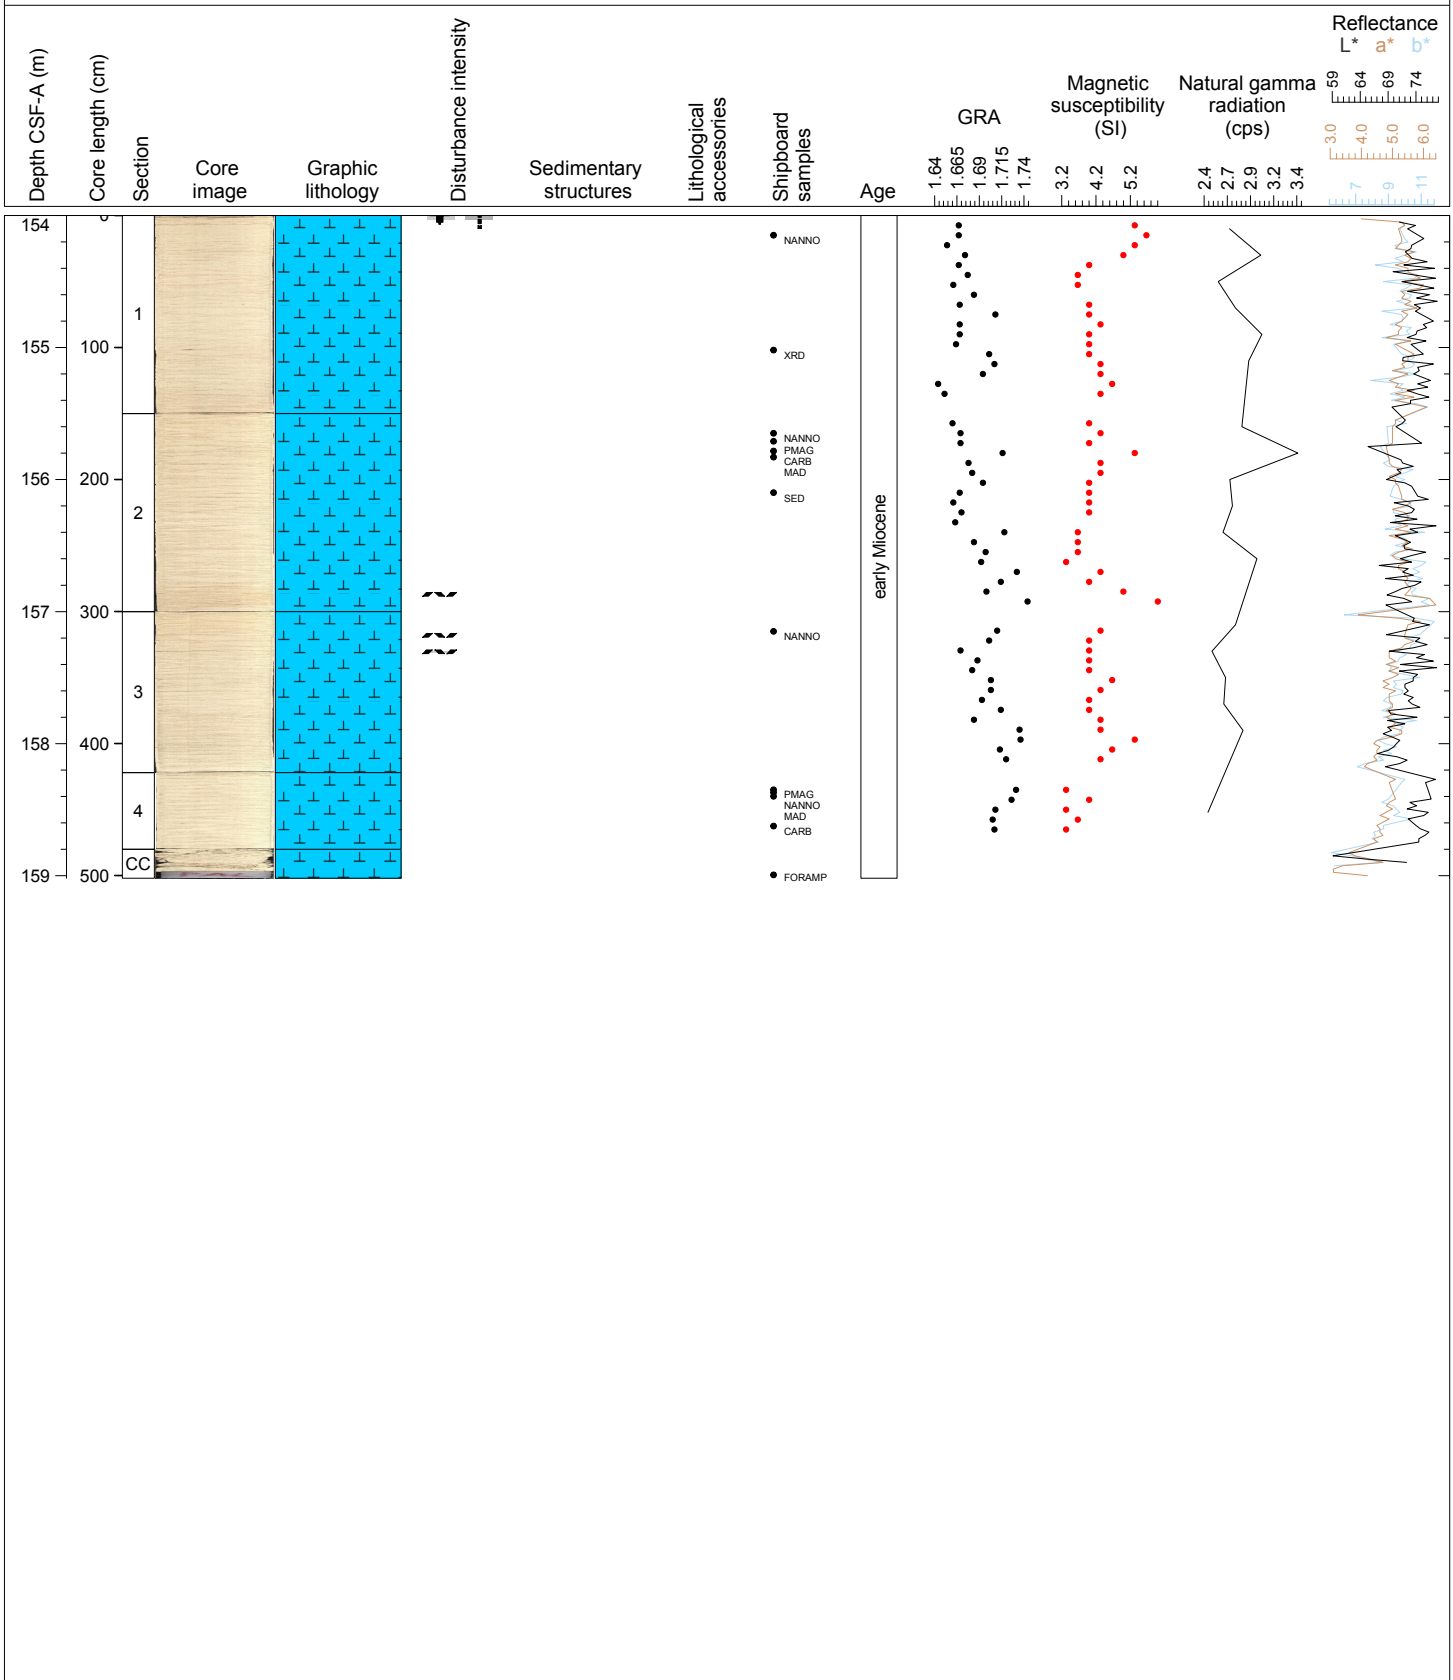 Depth CSF-A (m)
Core length (cm)
Section
Core
image
Graphic
lithology
Disturbance intensity
Sedimentary
structures
Lithological
accessories
Shipboard
samples
Age
GRA
1.64
1.665
1.69
1.715
1.74
Magnetic
susceptibility
(SI)
3.2
4.2
5.2
Natural gamma
radiation
(cps)
2.4
2.7
2.9
3.2
3.4
Reflectance
L* a* b*
59
64
69
74
3.0
4.0
5.0
6.0
7
9
11
154
155
156
157
158
159
0
100
200
300
400
500
1
2
3
4
CC
NANNO
XRD
NANNO
PMAG
CARB
MAD
SED
NANNO
PMAG
NANNO
MAD
CARB
FORAMP
early Miocene